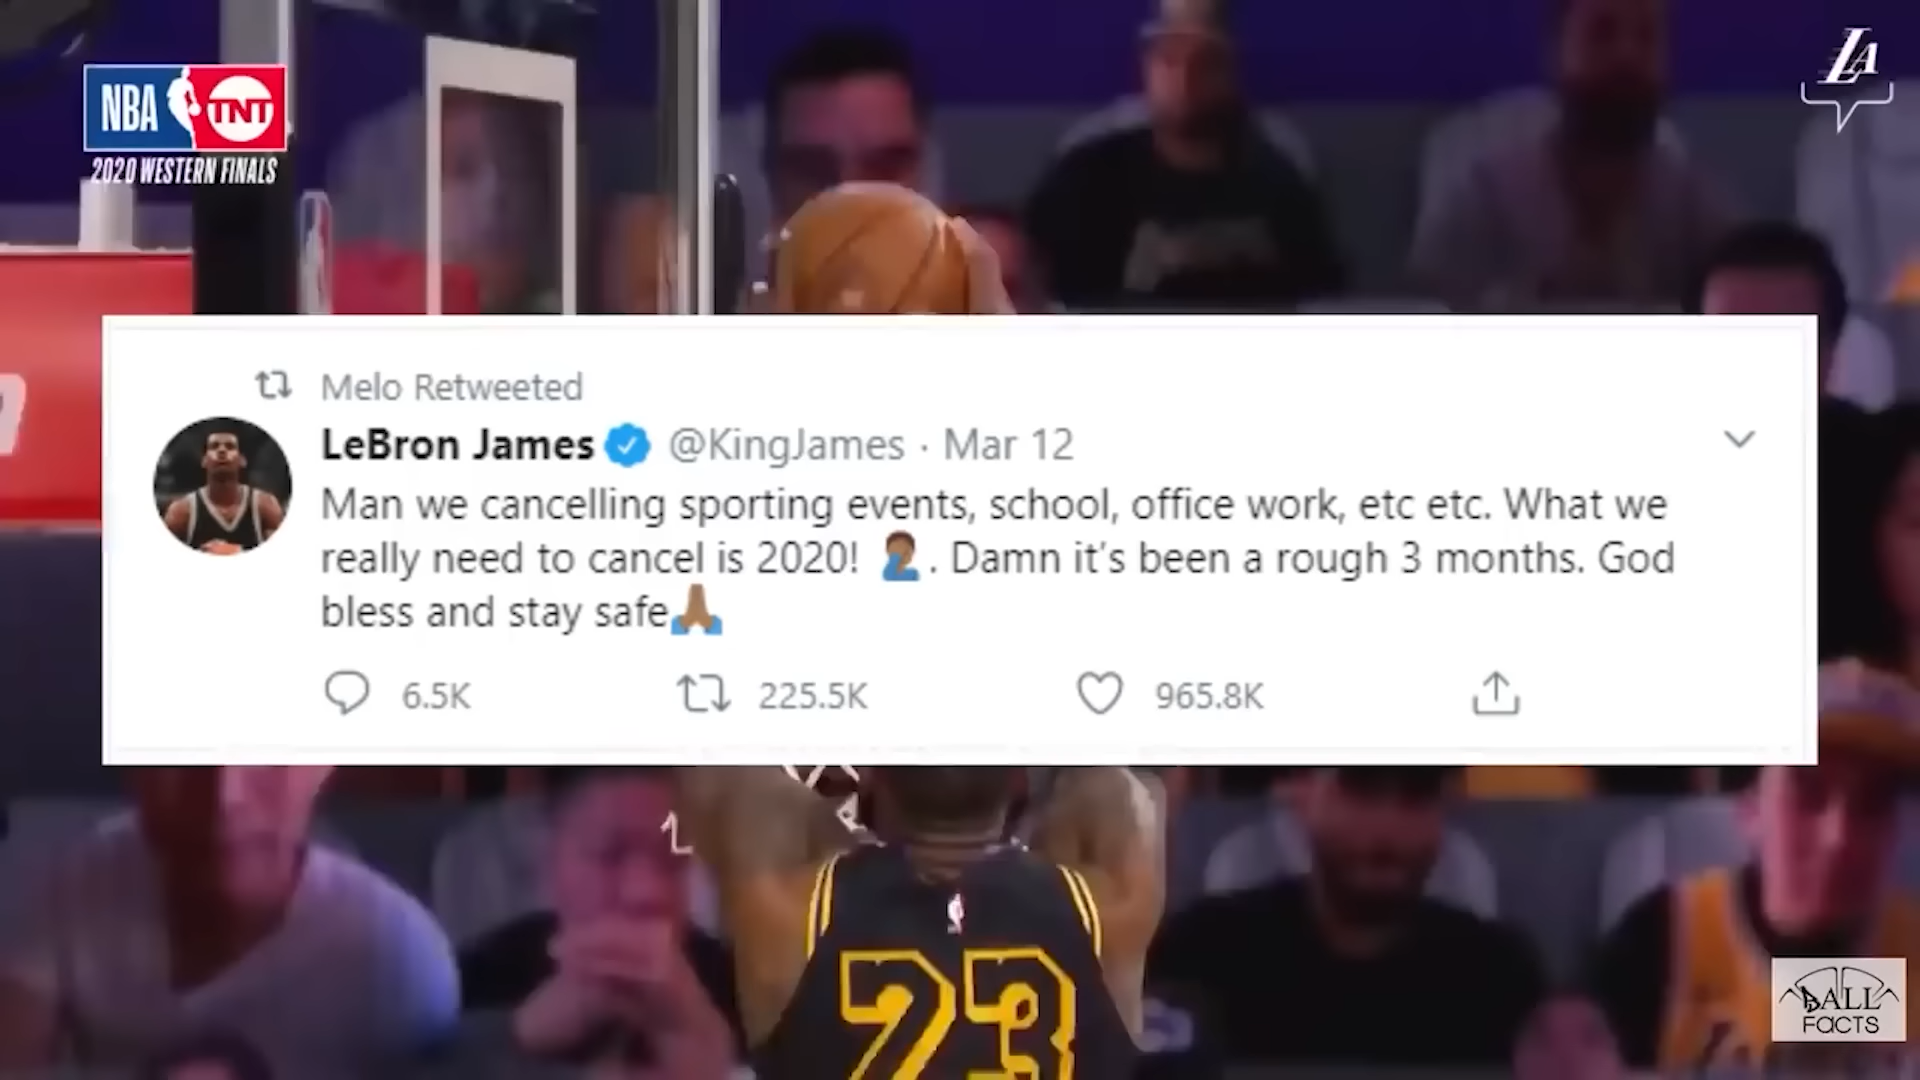 NBA TNT
2020 WESTERN FINALS
LA
Melo Retweeted
LeBron James @KingJames · Mar 12
Man we cancelling sporting events, school, office work, etc etc. What we
really need to cancel is 2020! 🤦🏾‍♂️. Damn it's been a rough 3 months. God
bless and stay safe🙏🏾
6.5K 225.5K 965.8K
23
BALL
FACTS